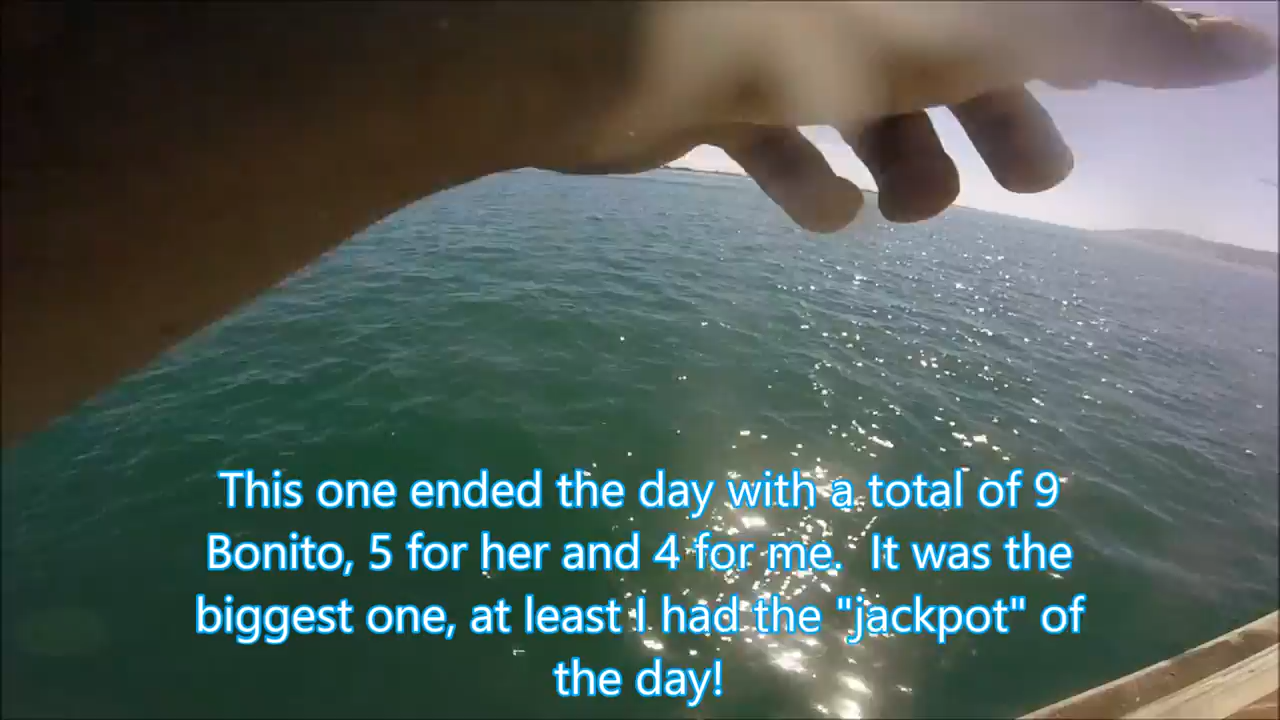 This one ended the day with a total of 9
Bonito, 5 for her and 4 for me.  It was the
biggest one, at least I had the "jackpot" of
the day!